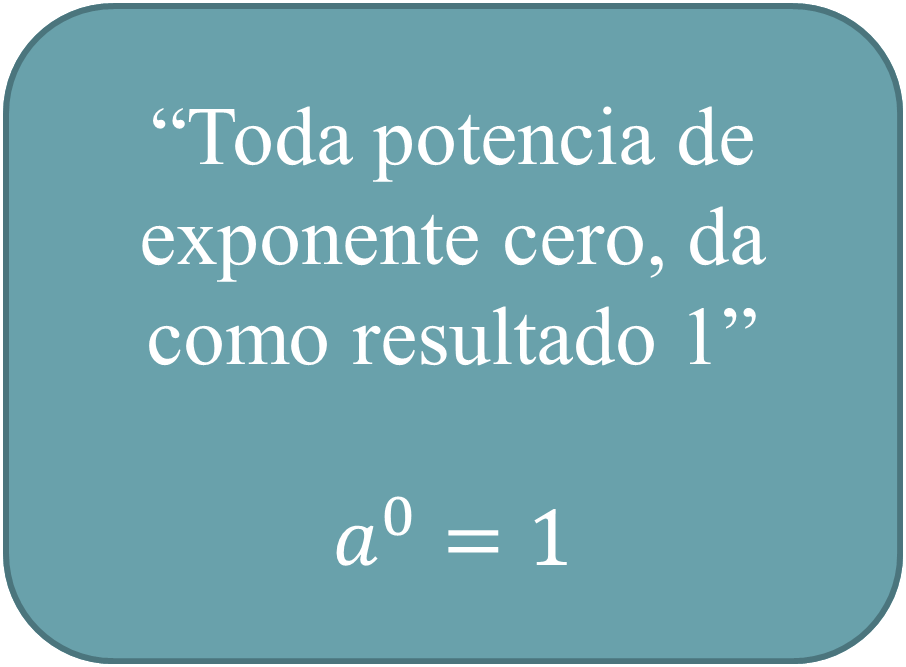 “Toda potencia de
exponente cero, da
como resultado 1”
𝑎⁰ = 1